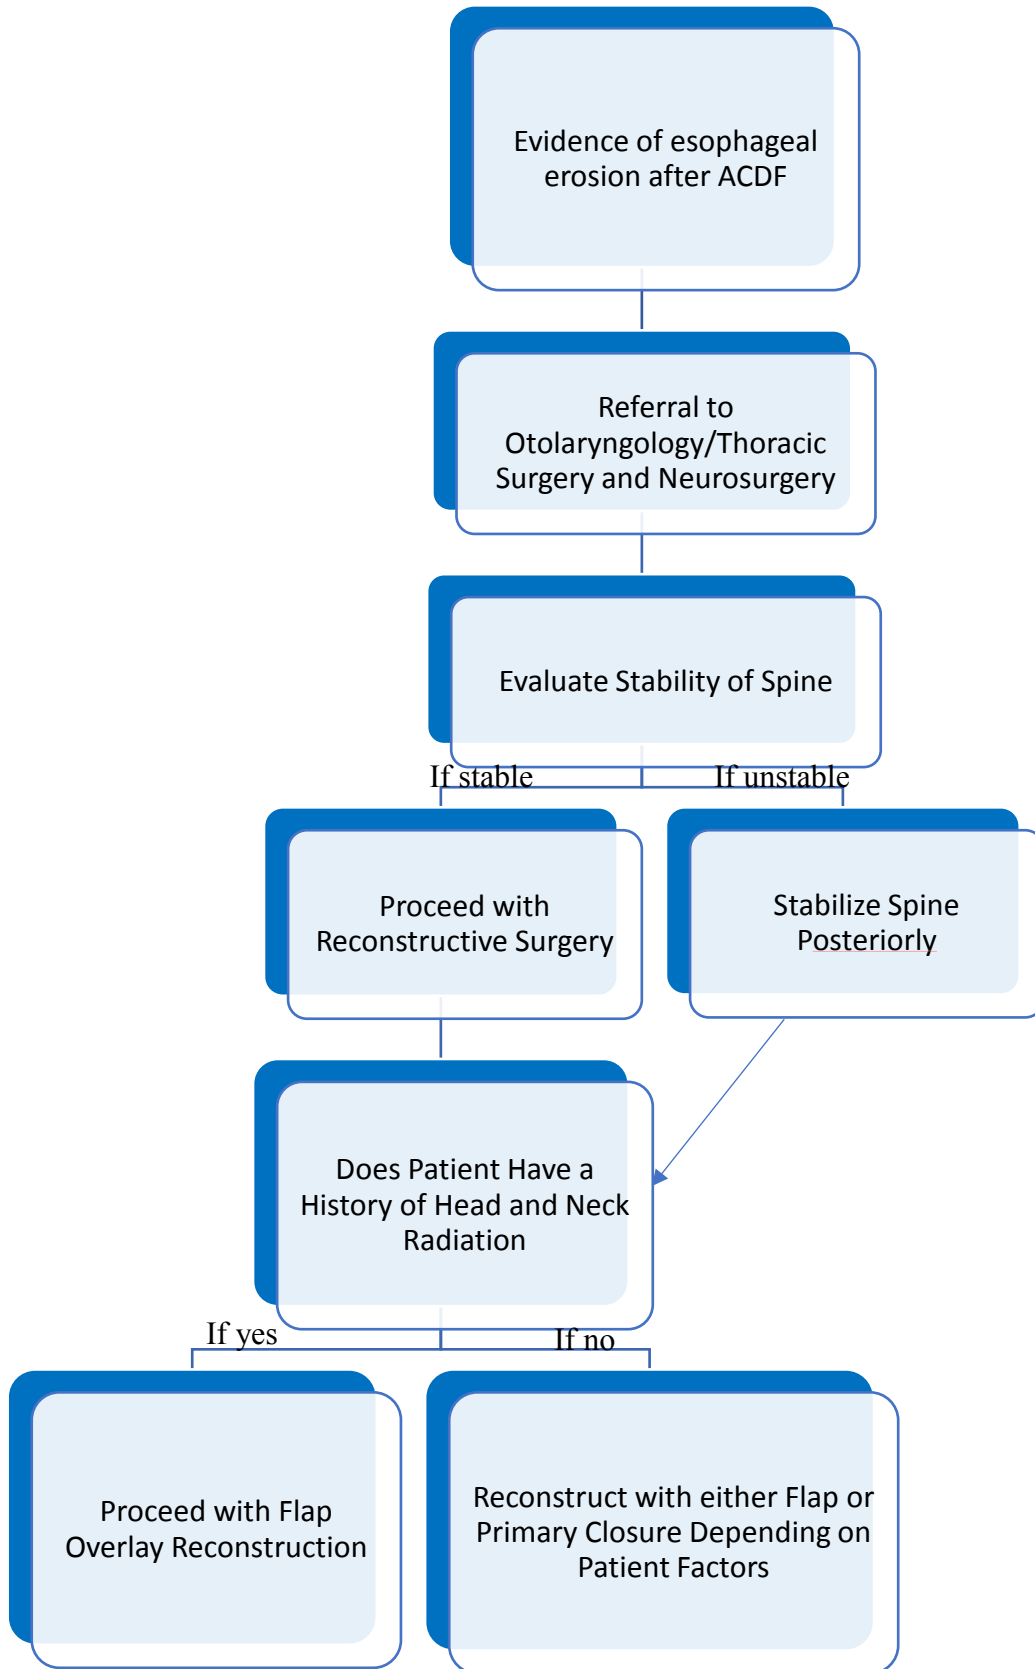 Evidence of esophageal
erosion after ACDF
Referral to
Otolaryngology/Thoracic
Surgery and Neurosurgery
Evaluate Stability of Spine
If stable
If unstable
Proceed with
Reconstructive Surgery
Stabilize Spine
Posteriorly
Does Patient Have a
History of Head and Neck
Radiation
If yes
If no
Proceed with Flap
Overlay Reconstruction
Reconstruct with either Flap or
Primary Closure Depending on
Patient Factors